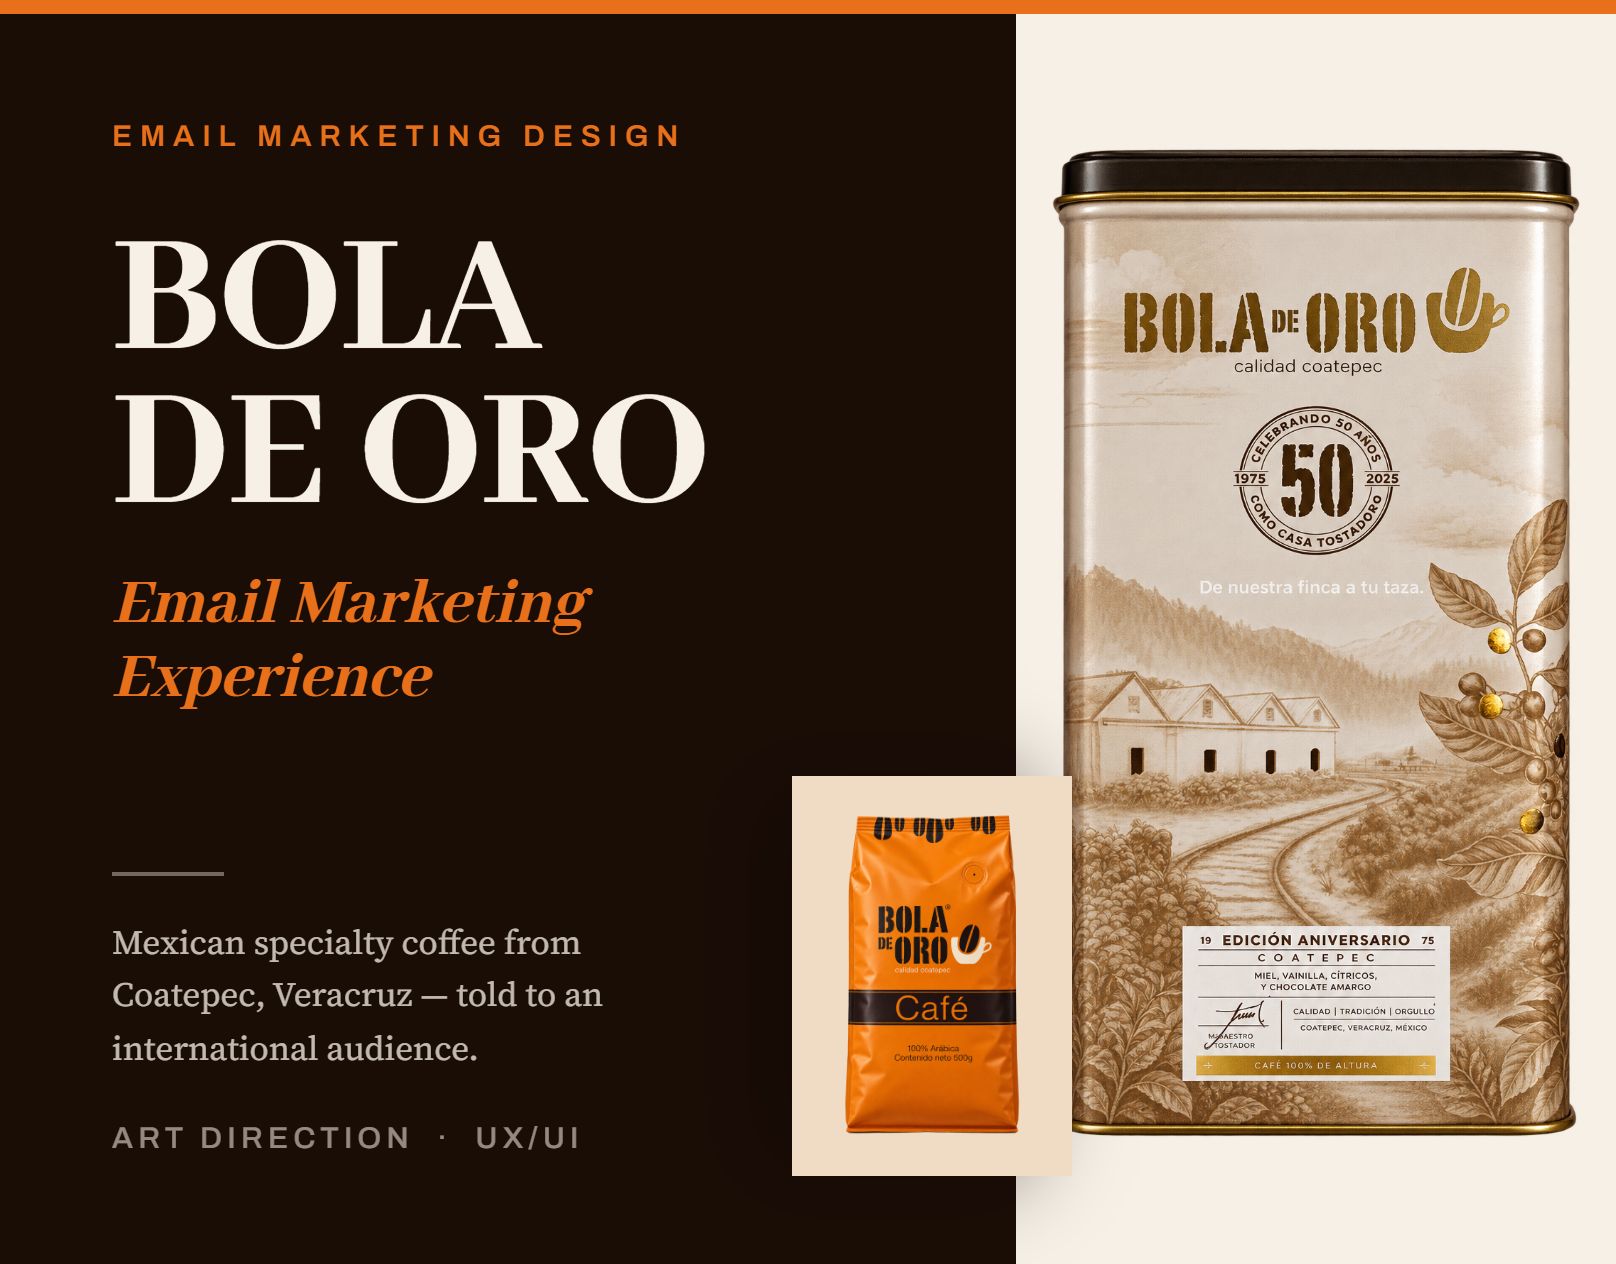 EMAIL MARKETING DESIGN
BOLA
DE ORO
Email Marketing
Experience
Mexican specialty coffee from
Coatepec, Veracruz — told to an
international audience.
ART DIRECTION · UX/UI
BOLA®
DE ORO
calidad coatepec
Café
100% Arábica
Contenido neto 500g
BOLA DE ORO
calidad coatepec
CELEBRANDO 50 AÑOS
1975 50 2025
COMO CASA TOSTADORO
De nuestra finca a tu taza.
19 EDICIÓN ANIVERSARIO 75
COATEPEC
MIEL, VAINILLA, CÍTRICOS,
Y CHOCOLATE AMARGO
CALIDAD | TRADICIÓN | ORGULLO
COATEPEC, VERACRUZ, MÉXICO
TOSTADOR
CAFÉ 100% DE ALTURA